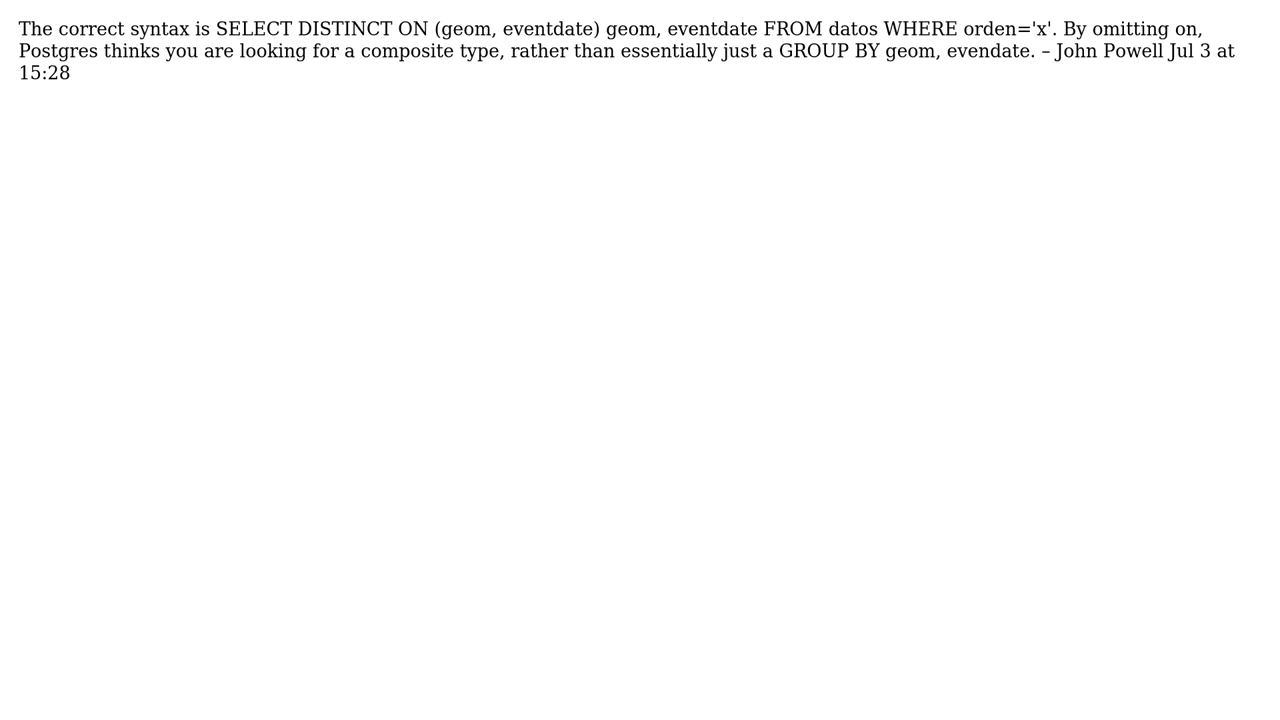 The correct syntax is SELECT DISTINCT ON (geom, eventdate) geom, eventdate FROM datos WHERE orden='x'. By omitting on,
Postgres thinks you are looking for a composite type, rather than essentially just a GROUP BY geom, evendate. – John Powell Jul 3 at
15:28